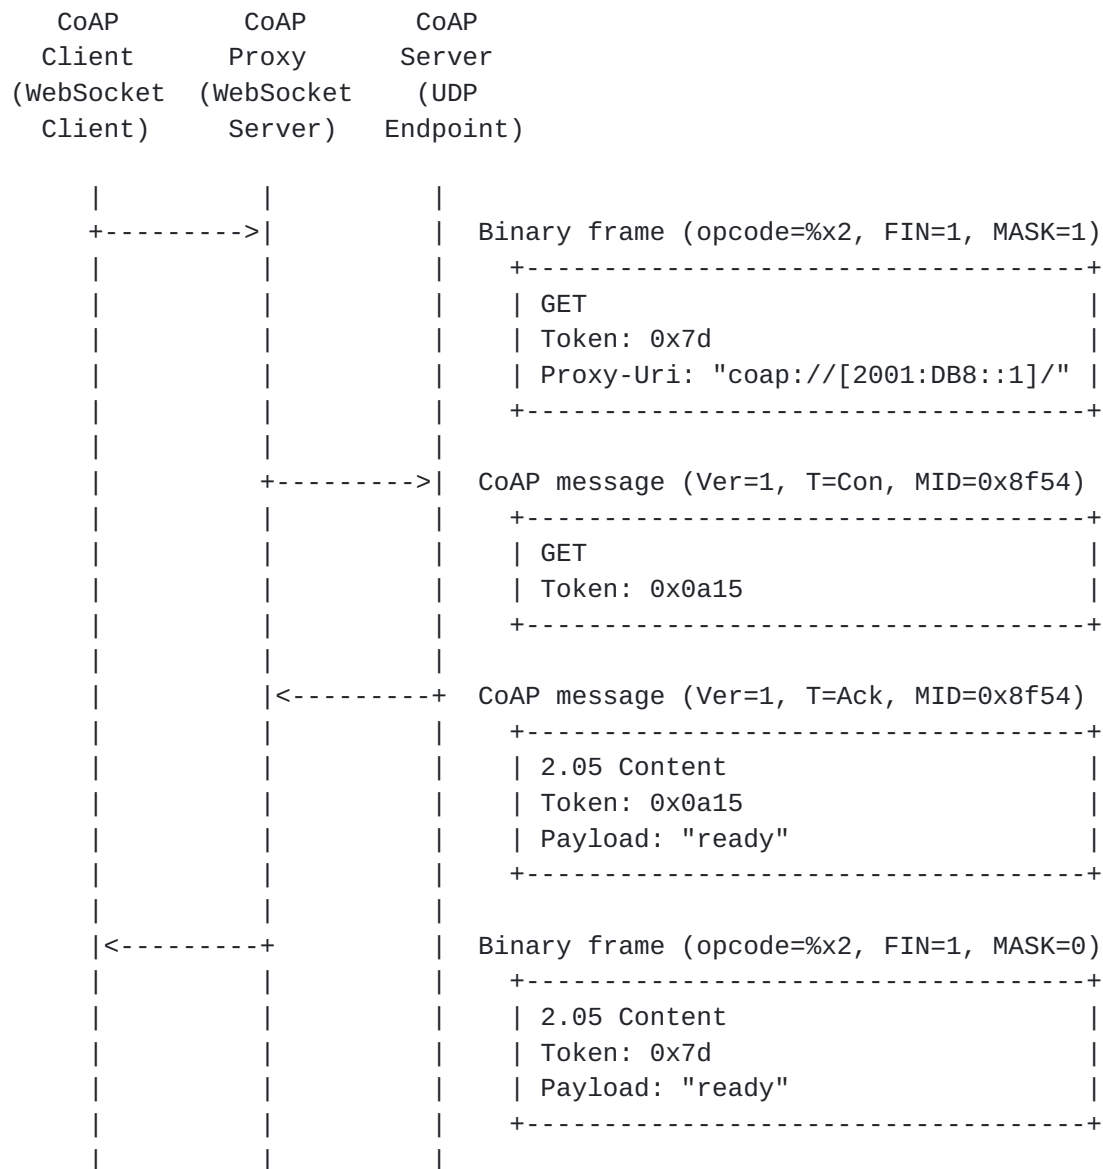 CoAP        CoAP       CoAP
  Client      Proxy      Server
(WebSocket  (WebSocket    (UDP
  Client)     Server)   Endpoint)

     |          |          |
     +--------->|          |  Binary frame (opcode=%x2, FIN=1, MASK=1)
     |          |          |    +------------------------------------+
     |          |          |    | GET                                |
     |          |          |    | Token: 0x7d                        |
     |          |          |    | Proxy-Uri: "coap://[2001:DB8::1]/" |
     |          |          |    +------------------------------------+
     |          |          |
     |          +--------->|  CoAP message (Ver=1, T=Con, MID=0x8f54)
     |          |          |    +------------------------------------+
     |          |          |    | GET                                |
     |          |          |    | Token: 0x0a15                      |
     |          |          |    +------------------------------------+
     |          |          |
     |          |<---------+  CoAP message (Ver=1, T=Ack, MID=0x8f54)
     |          |          |    +------------------------------------+
     |          |          |    | 2.05 Content                       |
     |          |          |    | Token: 0x0a15                      |
     |          |          |    | Payload: "ready"                   |
     |          |          |    +------------------------------------+
     |          |          |
     |<---------+          |  Binary frame (opcode=%x2, FIN=1, MASK=0)
     |          |          |    +------------------------------------+
     |          |          |    | 2.05 Content                       |
     |          |          |    | Token: 0x7d                        |
     |          |          |    | Payload: "ready"                   |
     |          |          |    +------------------------------------+
     |          |          |